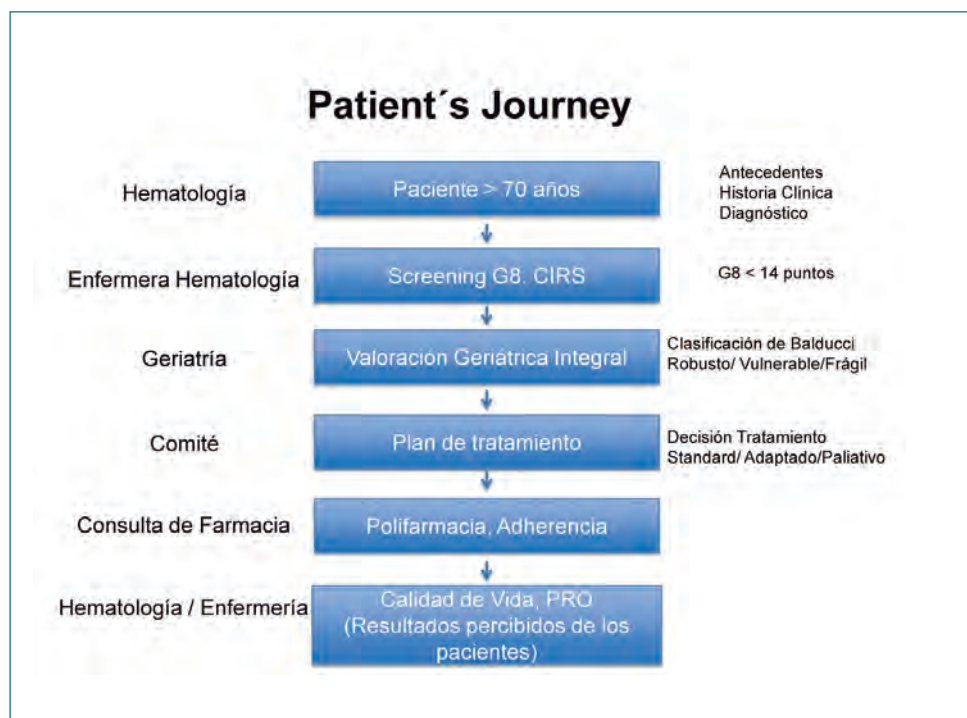 Patient´s Journey
Hematología
Paciente > 70 años
Antecedentes
Historia Clínica
Diagnóstico
Enfermera Hematología
Screening G8. CIRS
G8 < 14 puntos
Geriatría
Valoración Geriátrica Integral
Clasificación de Balducci
Robusto/ Vulnerable/Frágil
Comité
Plan de tratamiento
Decisión Tratamiento
Standard/ Adaptado/Paliativo
Consulta de Farmacia
Polifarmacia, Adherencia
Hematología / Enfermería
Calidad de Vida, PRO
(Resultados percibidos de los
pacientes)